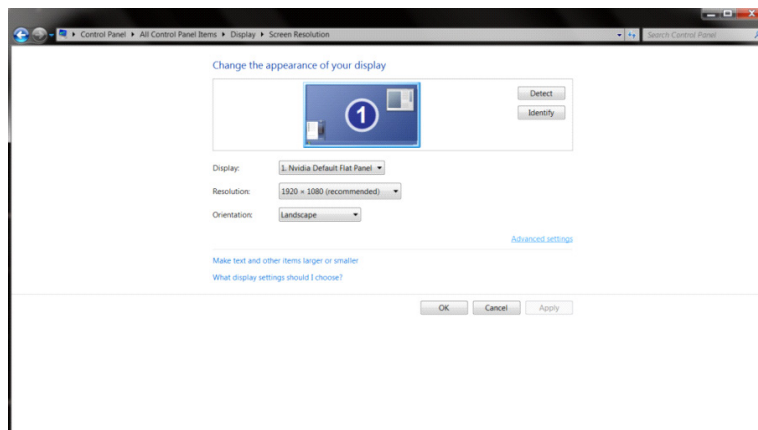 Control Panel ▸ All Control Panel Items ▸ Display ▸ Screen Resolution
Search Control Panel
Change the appearance of your display
1
Detect
Identify
Display: 1. Nvidia Default Flat Panel
Resolution: 1920 × 1080 (recommended)
Orientation: Landscape
Advanced settings
Make text and other items larger or smaller
What display settings should I choose?
OK Cancel Apply